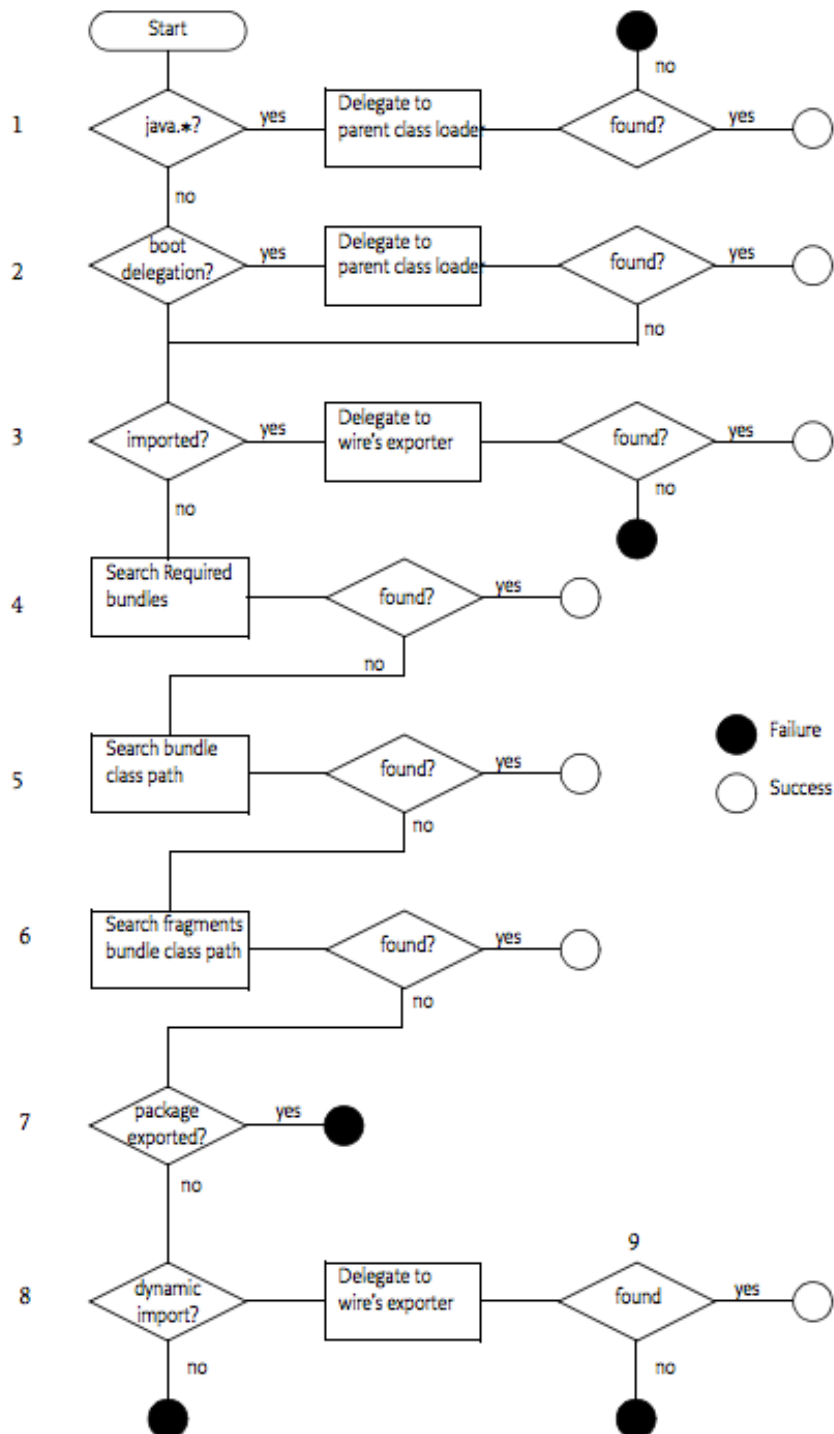 Start
no
1
java.*?
yes
Delegate to
parent class loader
found?
yes
no
2
boot
delegation?
yes
Delegate to
parent class loader
found?
yes
no
3
imported?
yes
Delegate to
wire's exporter
found?
yes
no
no
4
Search Required
bundles
found?
yes
no
5
Search bundle
class path
found?
yes
no
Failure
Success
6
Search fragments
bundle class path
found?
yes
no
7
package
exported?
yes
no
8
dynamic
import?
Delegate to
wire's exporter
9
found
yes
no
no